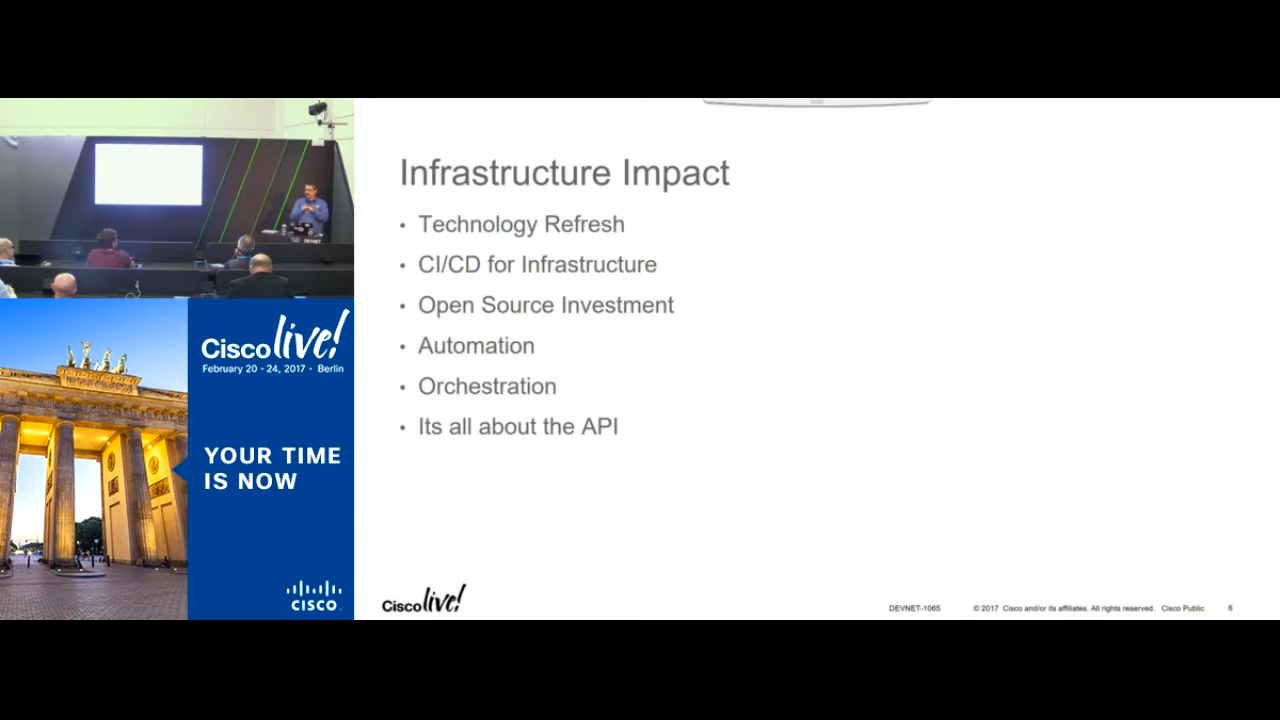 Infrastructure Impact
• Technology Refresh
• CI/CD for Infrastructure
• Open Source Investment
• Automation
• Orchestration
• Its all about the API
Cisco live!
DEVNET-1065 © 2017 Cisco and/or its affiliates. All rights reserved. Cisco Public 6
DEVNET
Cisco live!
February 20 - 24, 2017 • Berlin
YOUR TIME
IS NOW
CISCO.